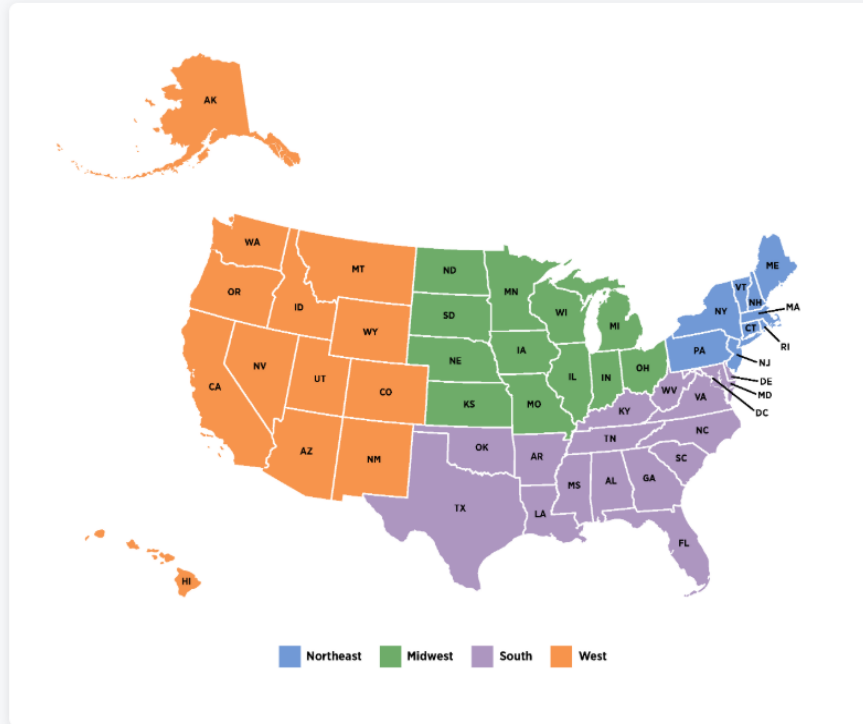 AK
WA
MT
ND
MN
ME
VT
NH
MA
OR
ID
SD
WI
MI
NY
CT
RI
WY
NE
IA
PA
NJ
NV
UT
CO
IL
IN
OH
DE
CA
KS
MO
WV
VA
MD
DC
KY
AZ
NM
OK
AR
TN
NC
SC
TX
LA
MS
AL
GA
FL
HI
Northeast Midwest South West